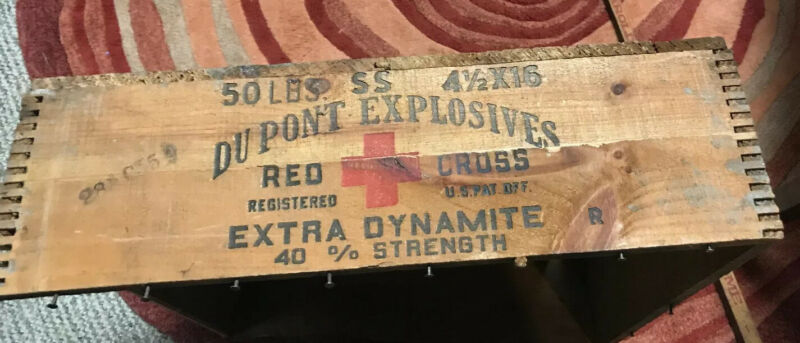 50 LBS. SS 4½X16
DU PONT EXPLOSIVES
RED CROSS
REGISTERED U.S. PAT. OFF.
EXTRA DYNAMITE R
40 % STRENGTH